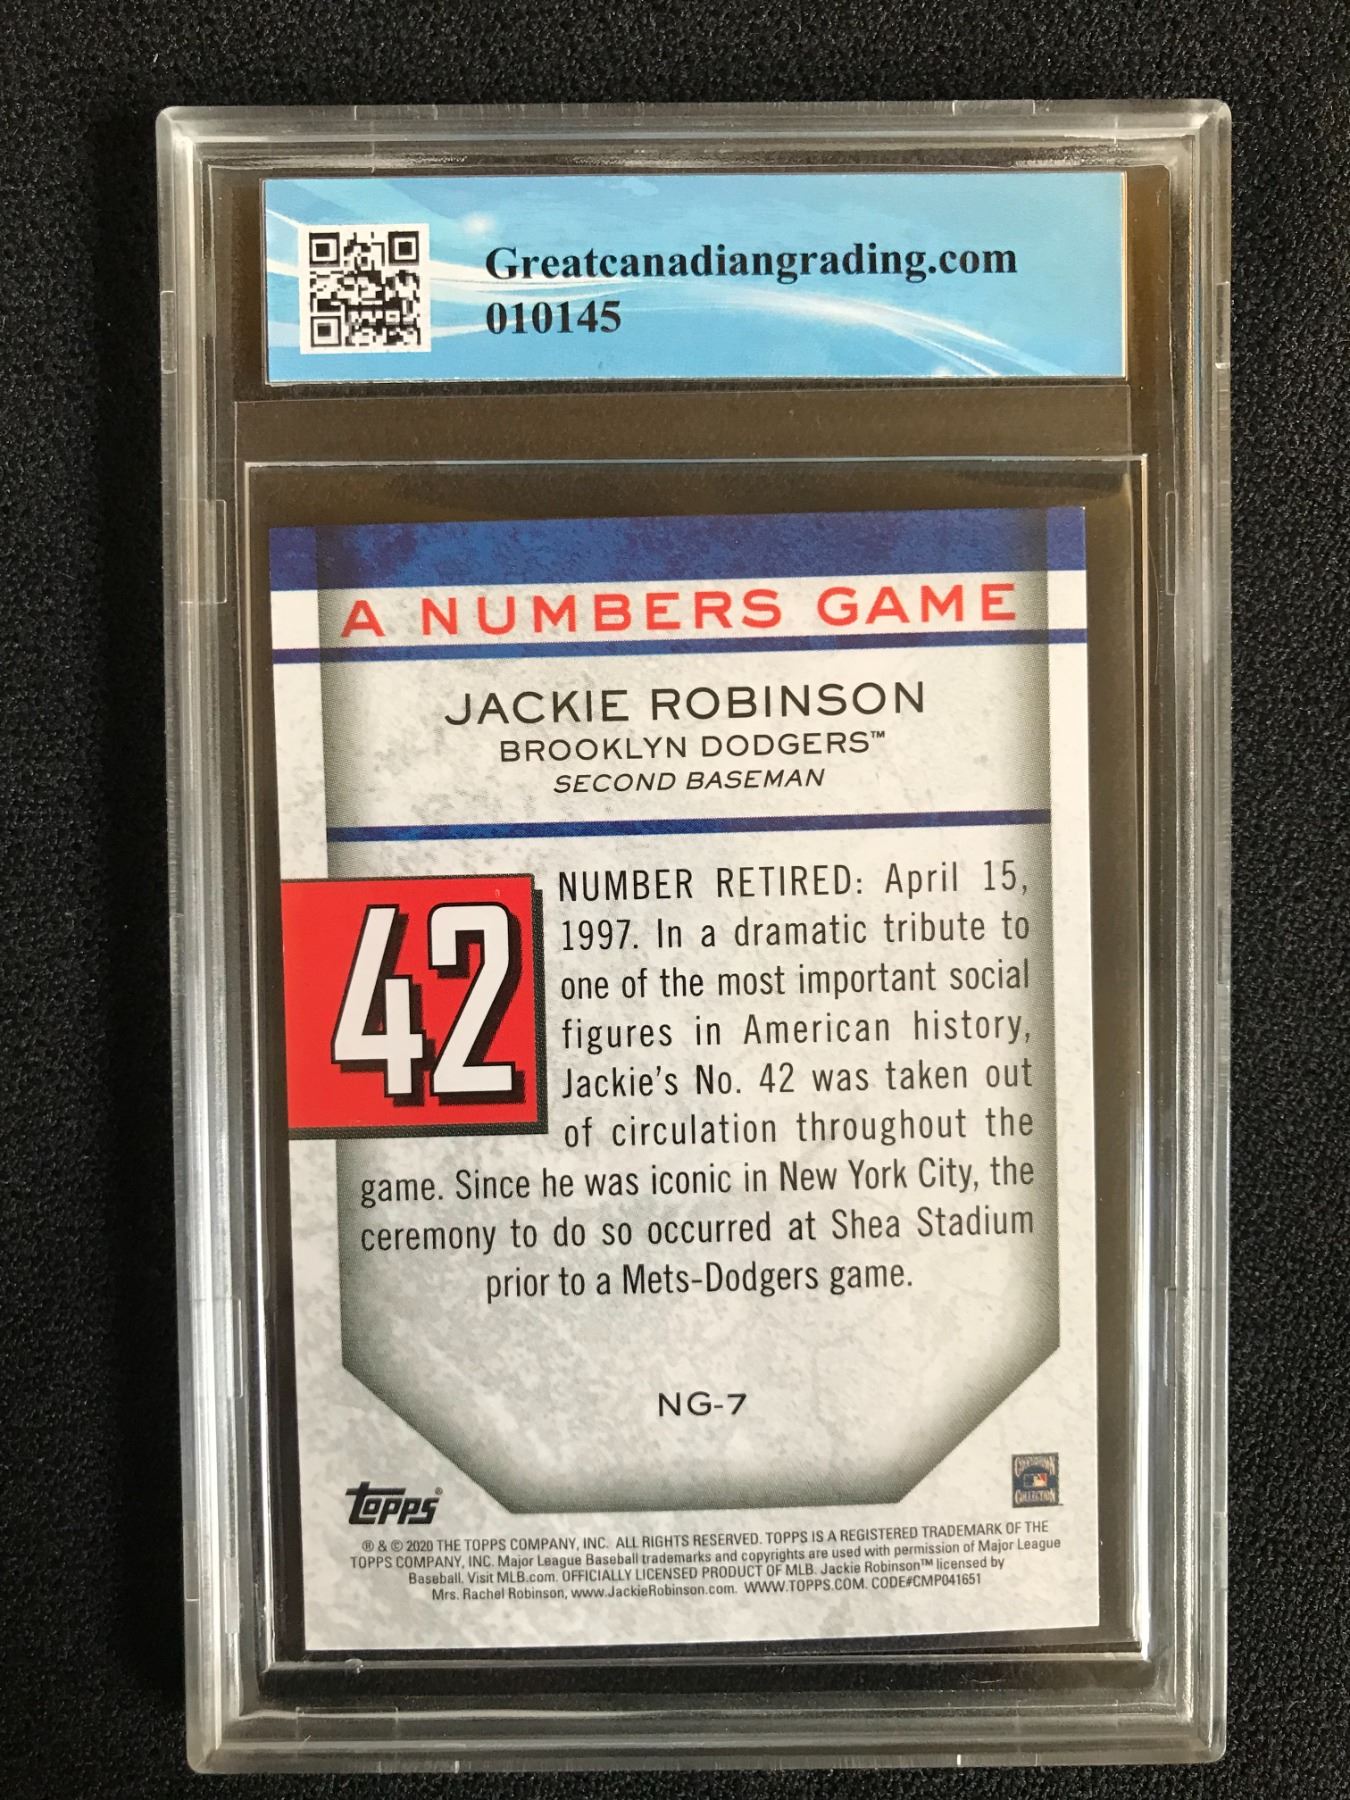 Greatcanadiangrading.com
010145
A NUMBERS GAME
JACKIE ROBINSON
BROOKLYN DODGERS™
SECOND BASEMAN
42
NUMBER RETIRED: April 15,
1997. In a dramatic tribute to
one of the most important social
figures in American history,
Jackie's No. 42 was taken out
of circulation throughout the
game. Since he was iconic in New York City, the
ceremony to do so occurred at Shea Stadium
prior to a Mets-Dodgers game.
NG-7
topps®
COOPERSTOWN
COLLECTION
® & © 2020 THE TOPPS COMPANY, INC. ALL RIGHTS RESERVED. TOPPS IS A REGISTERED TRADEMARK OF THE
TOPPS COMPANY, INC. Major League Baseball trademarks and copyrights are used with permission of Major League
Baseball. Visit MLB.com. OFFICIALLY LICENSED PRODUCT OF MLB. Jackie Robinson™ licensed by
Mrs. Rachel Robinson, www.JackieRobinson.com. WWW.TOPPS.COM. CODE#CMP041651